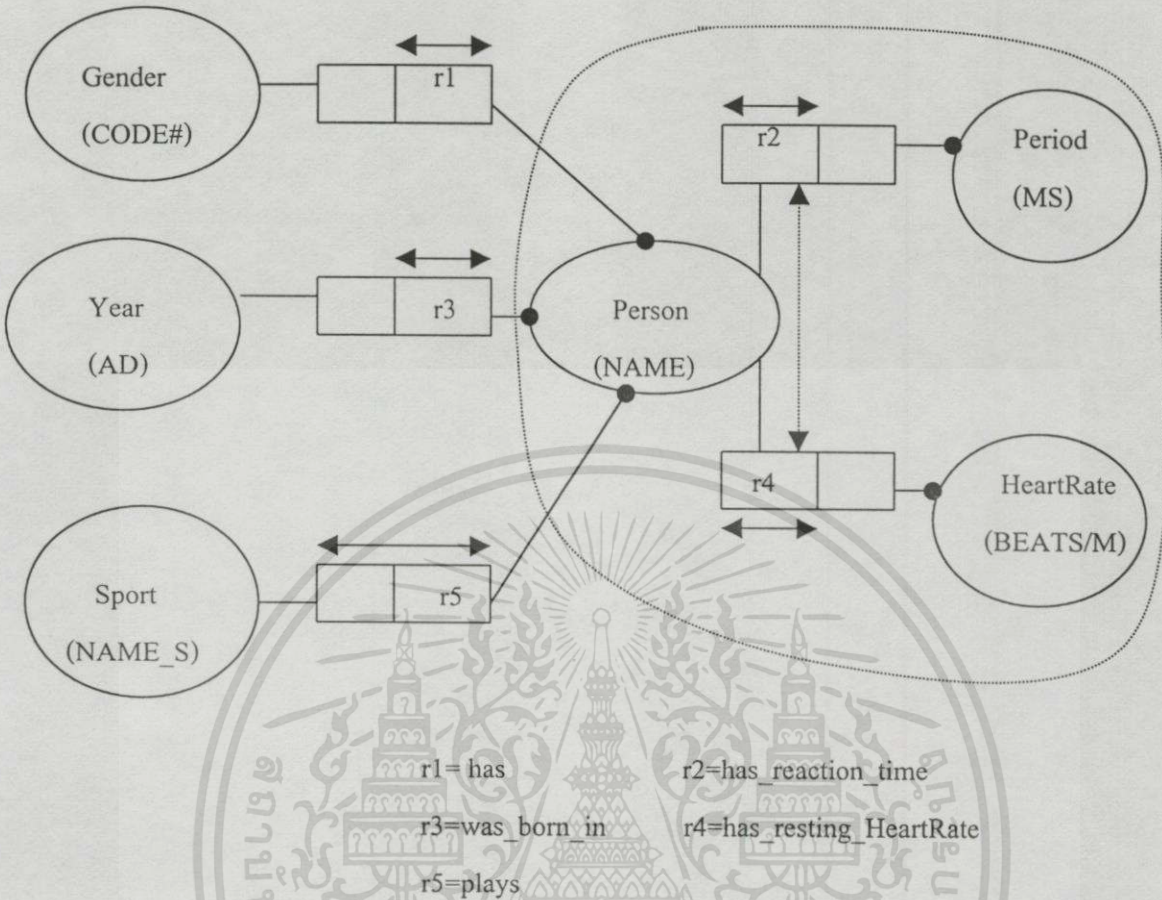 Gender
(CODE#)
r1
r2
Period
(MS)
Year
(AD)
r3
Person
(NAME)
r4
HeartRate
(BEATS/M)
Sport
(NAME_S)
r5
r1= has
r2=has_reaction_time
r3=was_born_in
r4=has_resting_HeartRate
r5=plays